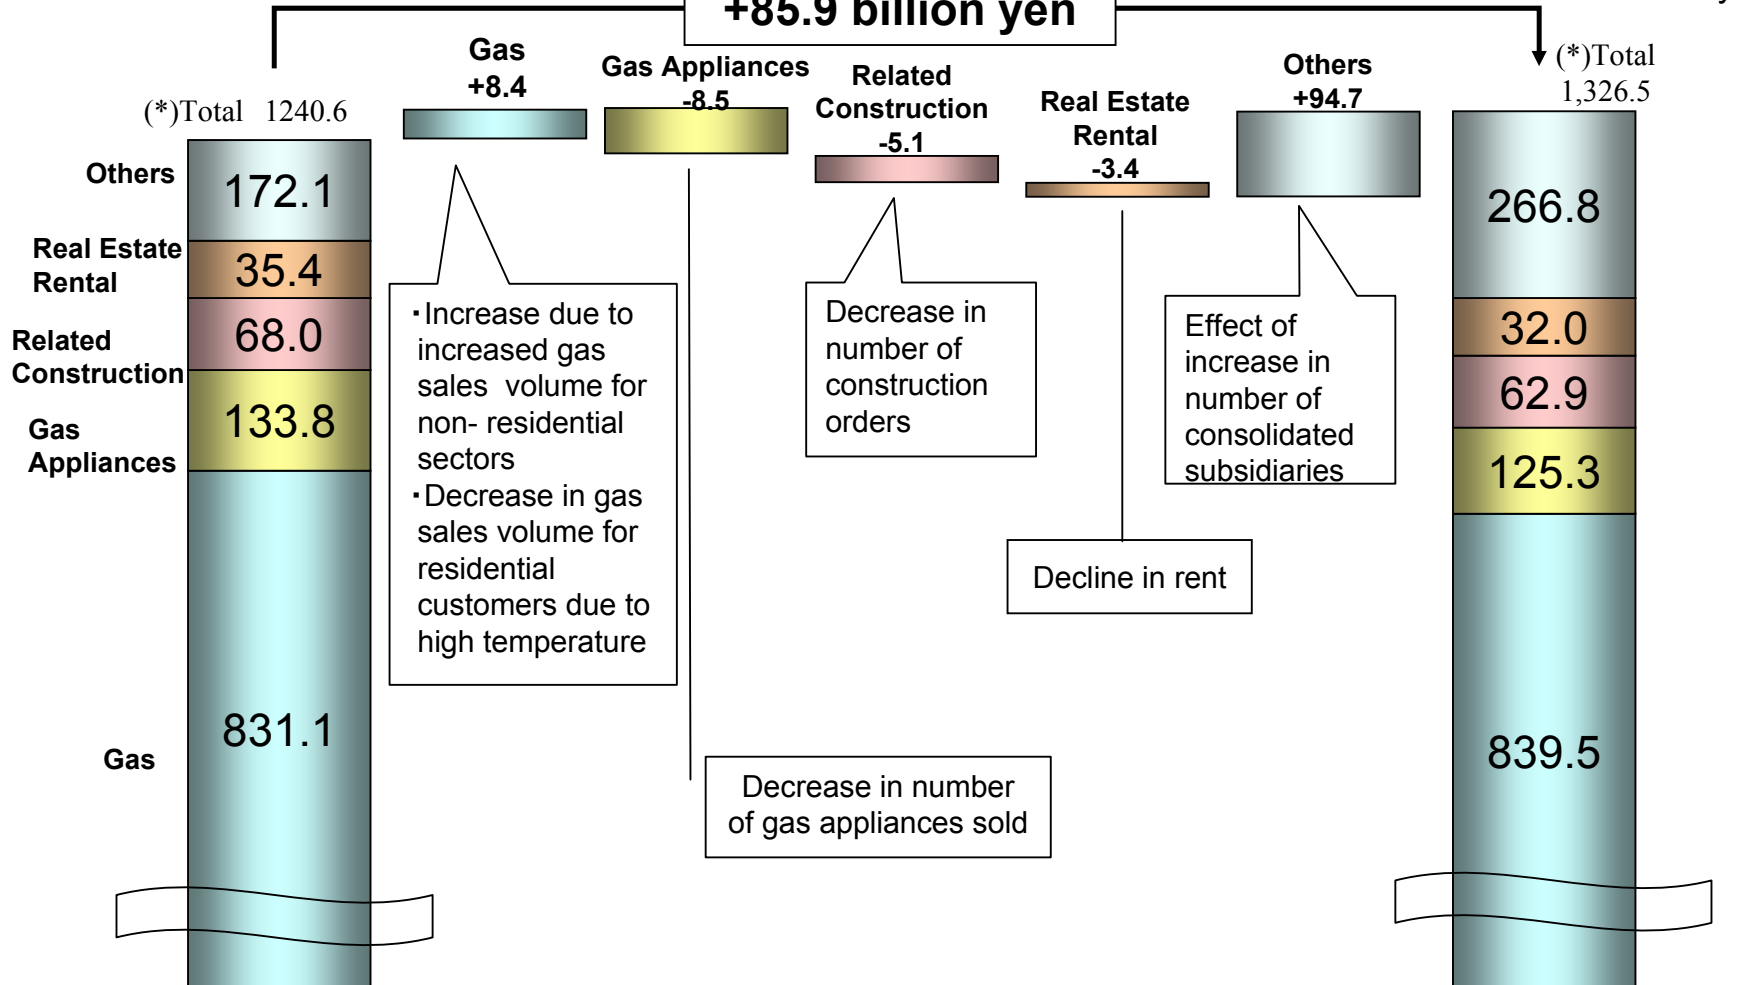 +85.9 billion yen
(*)Total 1240.6
Gas
+8.4
Gas Appliances
-8.5
Related
Construction
-5.1
Real Estate
Rental
-3.4
Others
+94.7
(*)Total
1,326.5
Others
172.1
Real Estate
Rental
35.4
Related
Construction
68.0
Gas
Appliances
133.8
Gas
831.1
・Increase due to
increased gas
sales volume for
non- residential
sectors
・Decrease in gas
sales volume for
residential
customers due to
high temperature
Decrease in number
of gas appliances sold
Decrease in
number of
construction
orders
Decline in rent
Effect of
increase in
number of
consolidated
subsidiaries
266.8
32.0
62.9
125.3
839.5